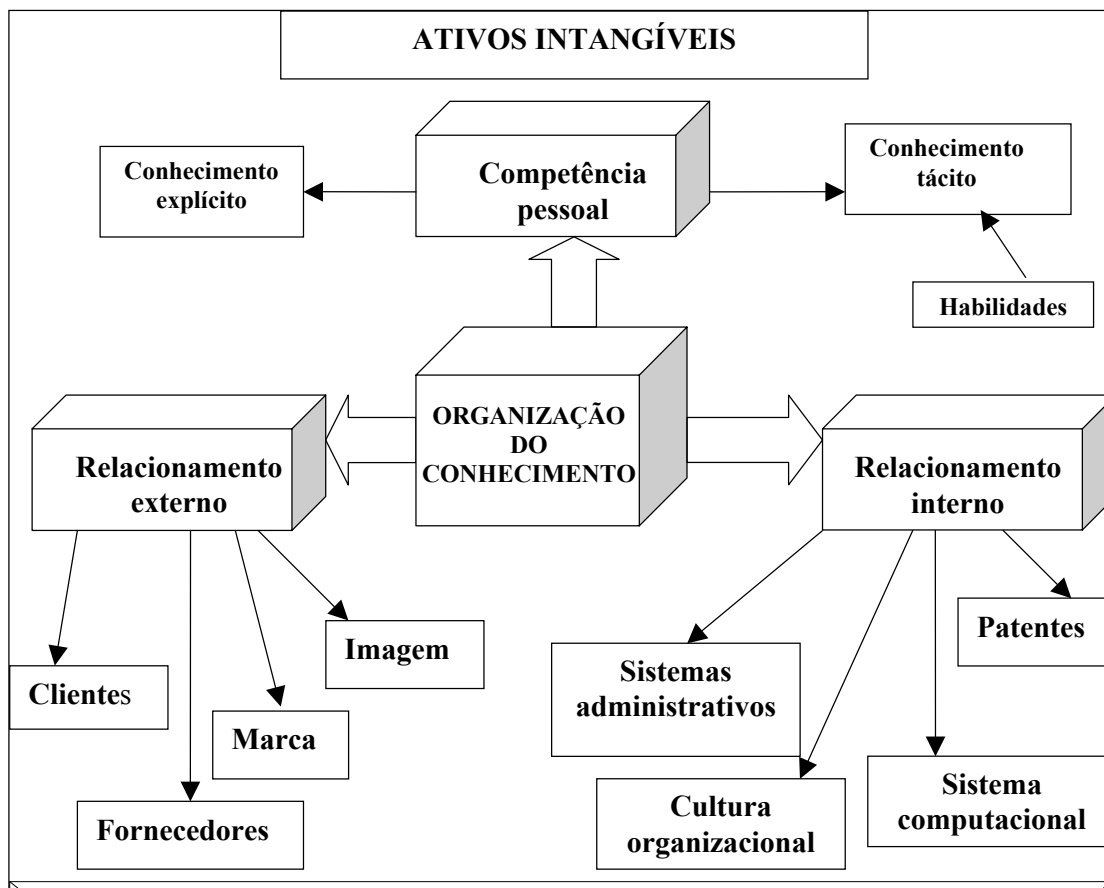 ATIVOS INTANGÍVEIS
Conhecimento
explícito
Competência
pessoal
Conhecimento
tácito
Habilidades
ORGANIZAÇÃO
DO
CONHECIMENTO
Relacionamento
externo
Relacionamento
interno
Clientes
Fornecedores
Marca
Imagem
Sistemas
administrativos
Cultura
organizacional
Sistema
computacional
Patentes